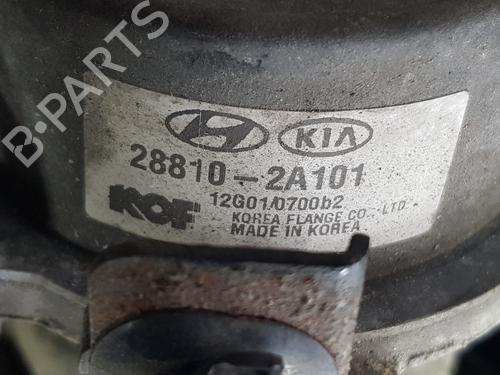 B-PARTS
KIA
28810-2A101
KOF 12G01/0700b2
KOREA FLANGE CO., LTD
MADE IN KOREA